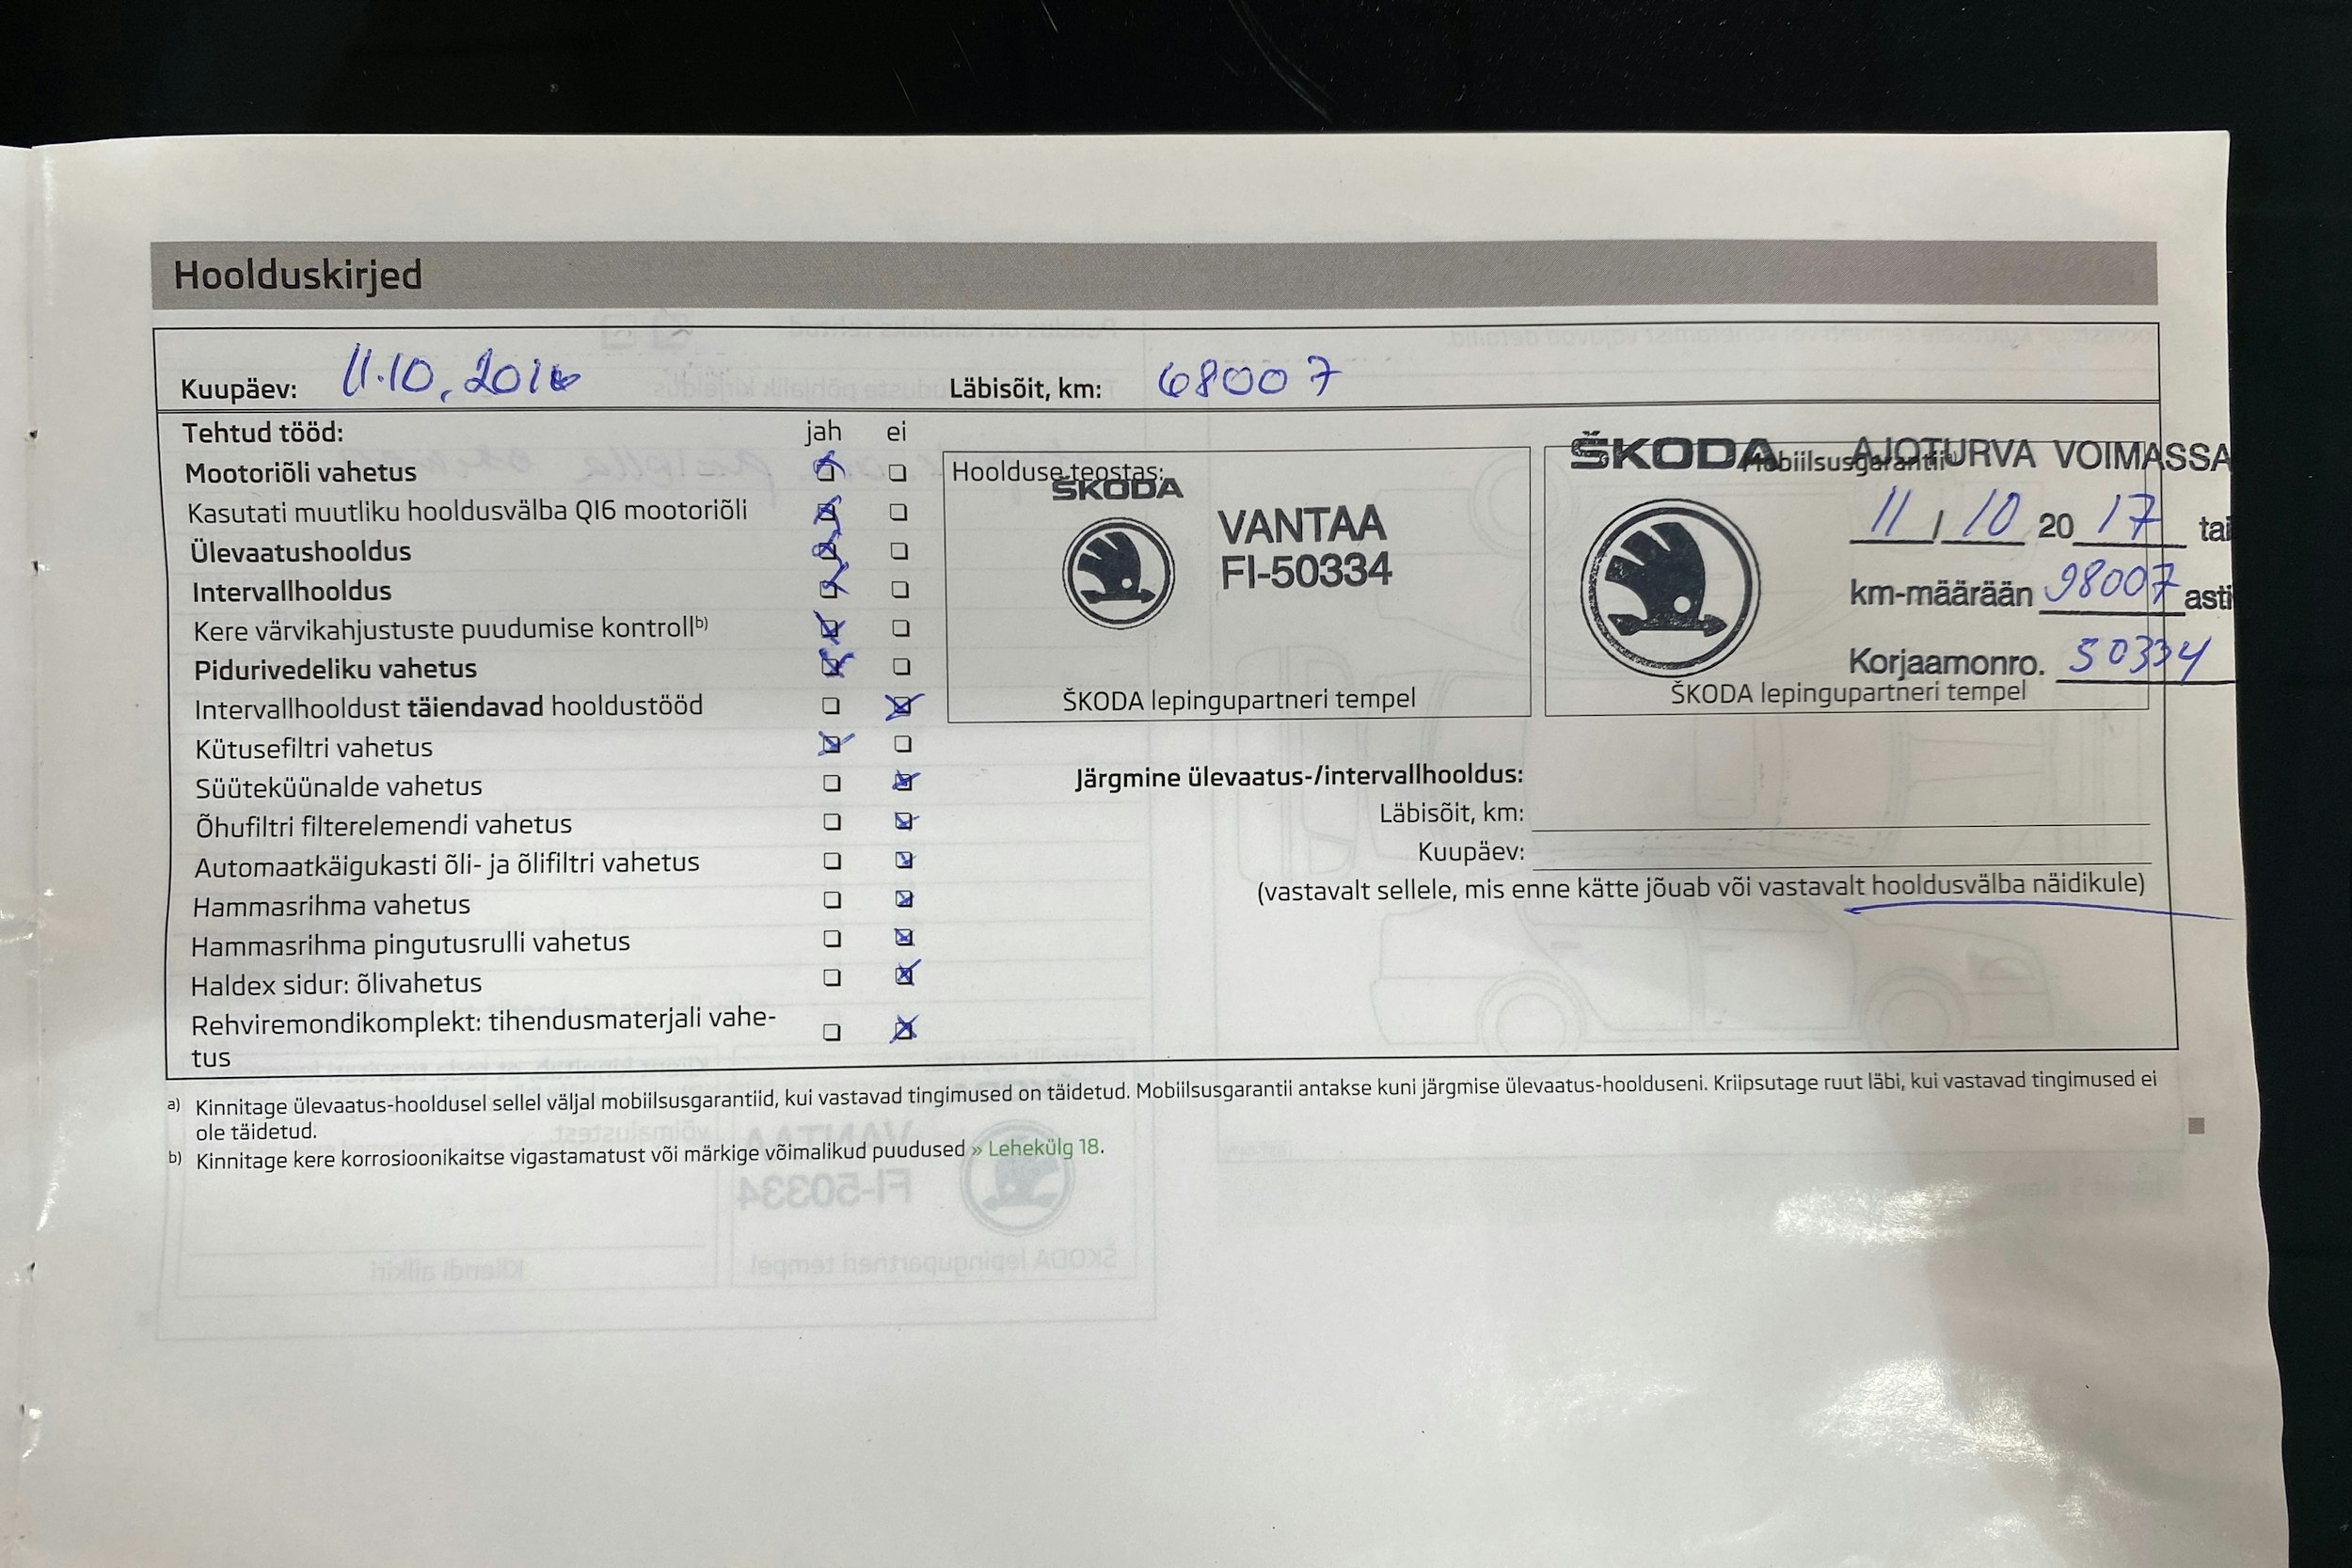 Hoolduskirjed
Kuupäev: 11.10.2016 Läbisõit, km: 68007
Tehtud tööd: jah ei
Mootoriõli vahetus
Kasutati muutliku hooldusvälba QI6 mootoriõli
Ülevaatushooldus
Intervallhooldus
Kere värvikahjustuste puudumise kontroll b)
Pidurivedeliku vahetus
Intervallhooldust täiendavad hooldustööd
Kütusefiltri vahetus
Süüteküünalde vahetus
Õhufiltri filterelemendi vahetus
Automaatkäigukasti õli- ja õlifiltri vahetus
Hammasrihma vahetus
Hammasrihma pingutusrulli vahetus
Haldex sidur: õlivahetus
Rehviremondikomplekt: tihendusmaterjali vahe-
tus
Hoolduse teostas:
ŠKODA
VANTAA
FI-50334
ŠKODA lepingupartneri tempel
Mobiilsusgarantii
ŠKODA AJOTURVA VOIMASSA
11 / 10 20 17 tai
km-määrään 98007 asti
Korjaamonro. 50334
ŠKODA lepingupartneri tempel
Järgmine ülevaatus-/intervallhooldus:
Läbisõit, km:
Kuupäev:
(vastavalt sellele, mis enne kätte jõuab või vastavalt hooldusvälba näidikule)
a) Kinnitage ülevaatus-hooldusel sellel väljal mobiilsusgarantiid, kui vastavad tingimused on täidetud. Mobiilsusgarantii antakse kuni järgmise ülevaatus-hoolduseni. Kriipsutage ruut läbi, kui vastavad tingimused ei
ole täidetud.
b) Kinnitage kere korrosioonikaitse vigastamatust või märkige võimalikud puudused » Lehekülg 18.